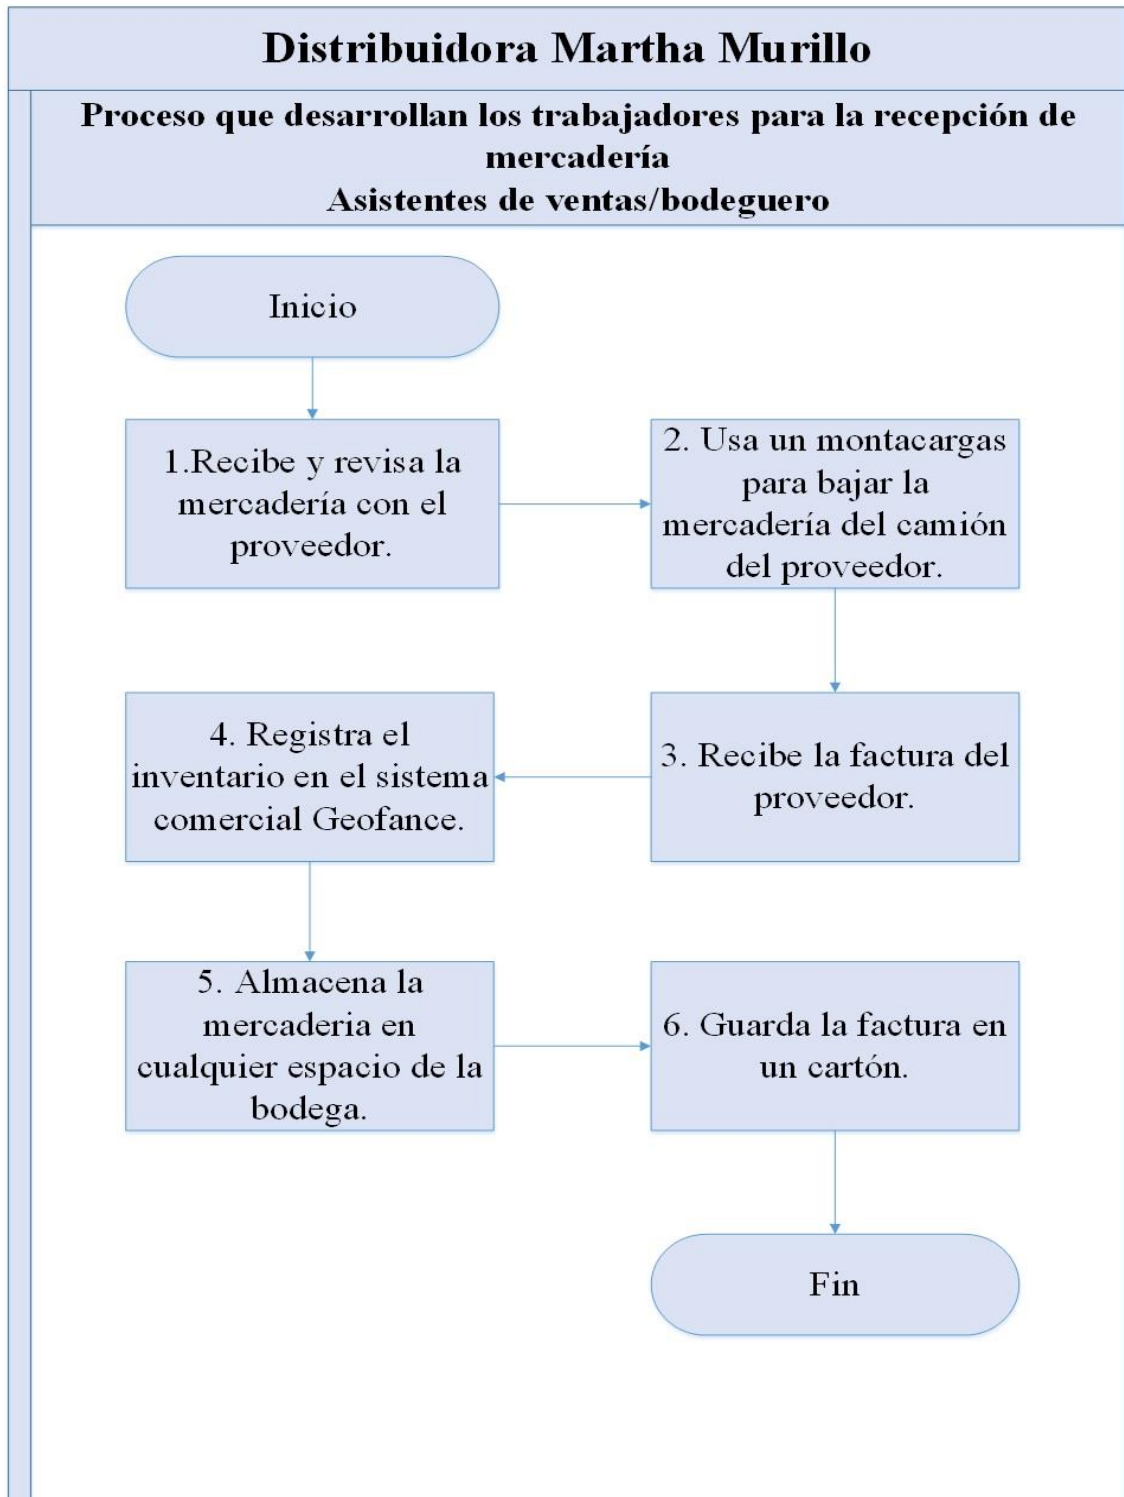 Distribuidora Martha Murillo
Proceso que desarrollan los trabajadores para la recepción de
mercadería
Asistentes de ventas/bodeguero
Inicio
1.Recibe y revisa la
mercadería con el
proveedor.
2. Usa un montacargas
para bajar la
mercadería del camión
del proveedor.
3. Recibe la factura del
proveedor.
4. Registra el
inventario en el sistema
comercial Geofance.
5. Almacena la
mercaderia en
cualquier espacio de la
bodega.
6. Guarda la factura en
un cartón.
Fin